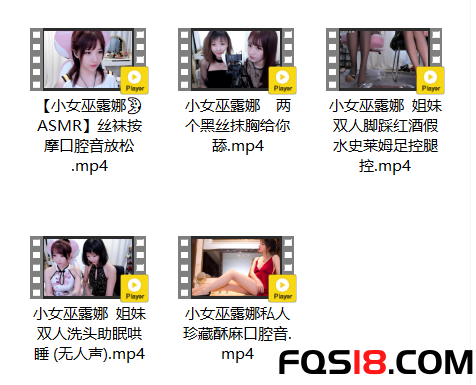 Player
【小女巫露娜
ASMR】丝袜按
摩口腔音放松
.mp4
Player
小女巫露娜 两
个黑丝抹胸给你
舔.mp4
小女巫露娜 姐妹
双人脚踩红酒假
水史莱姆足控腿
控.mp4
Player
小女巫露娜 姐妹
双人洗头助眠哄
睡 (无人声).mp4
Player
小女巫露娜私人
珍藏酥麻口腔音.
mp4
FQS18.COM